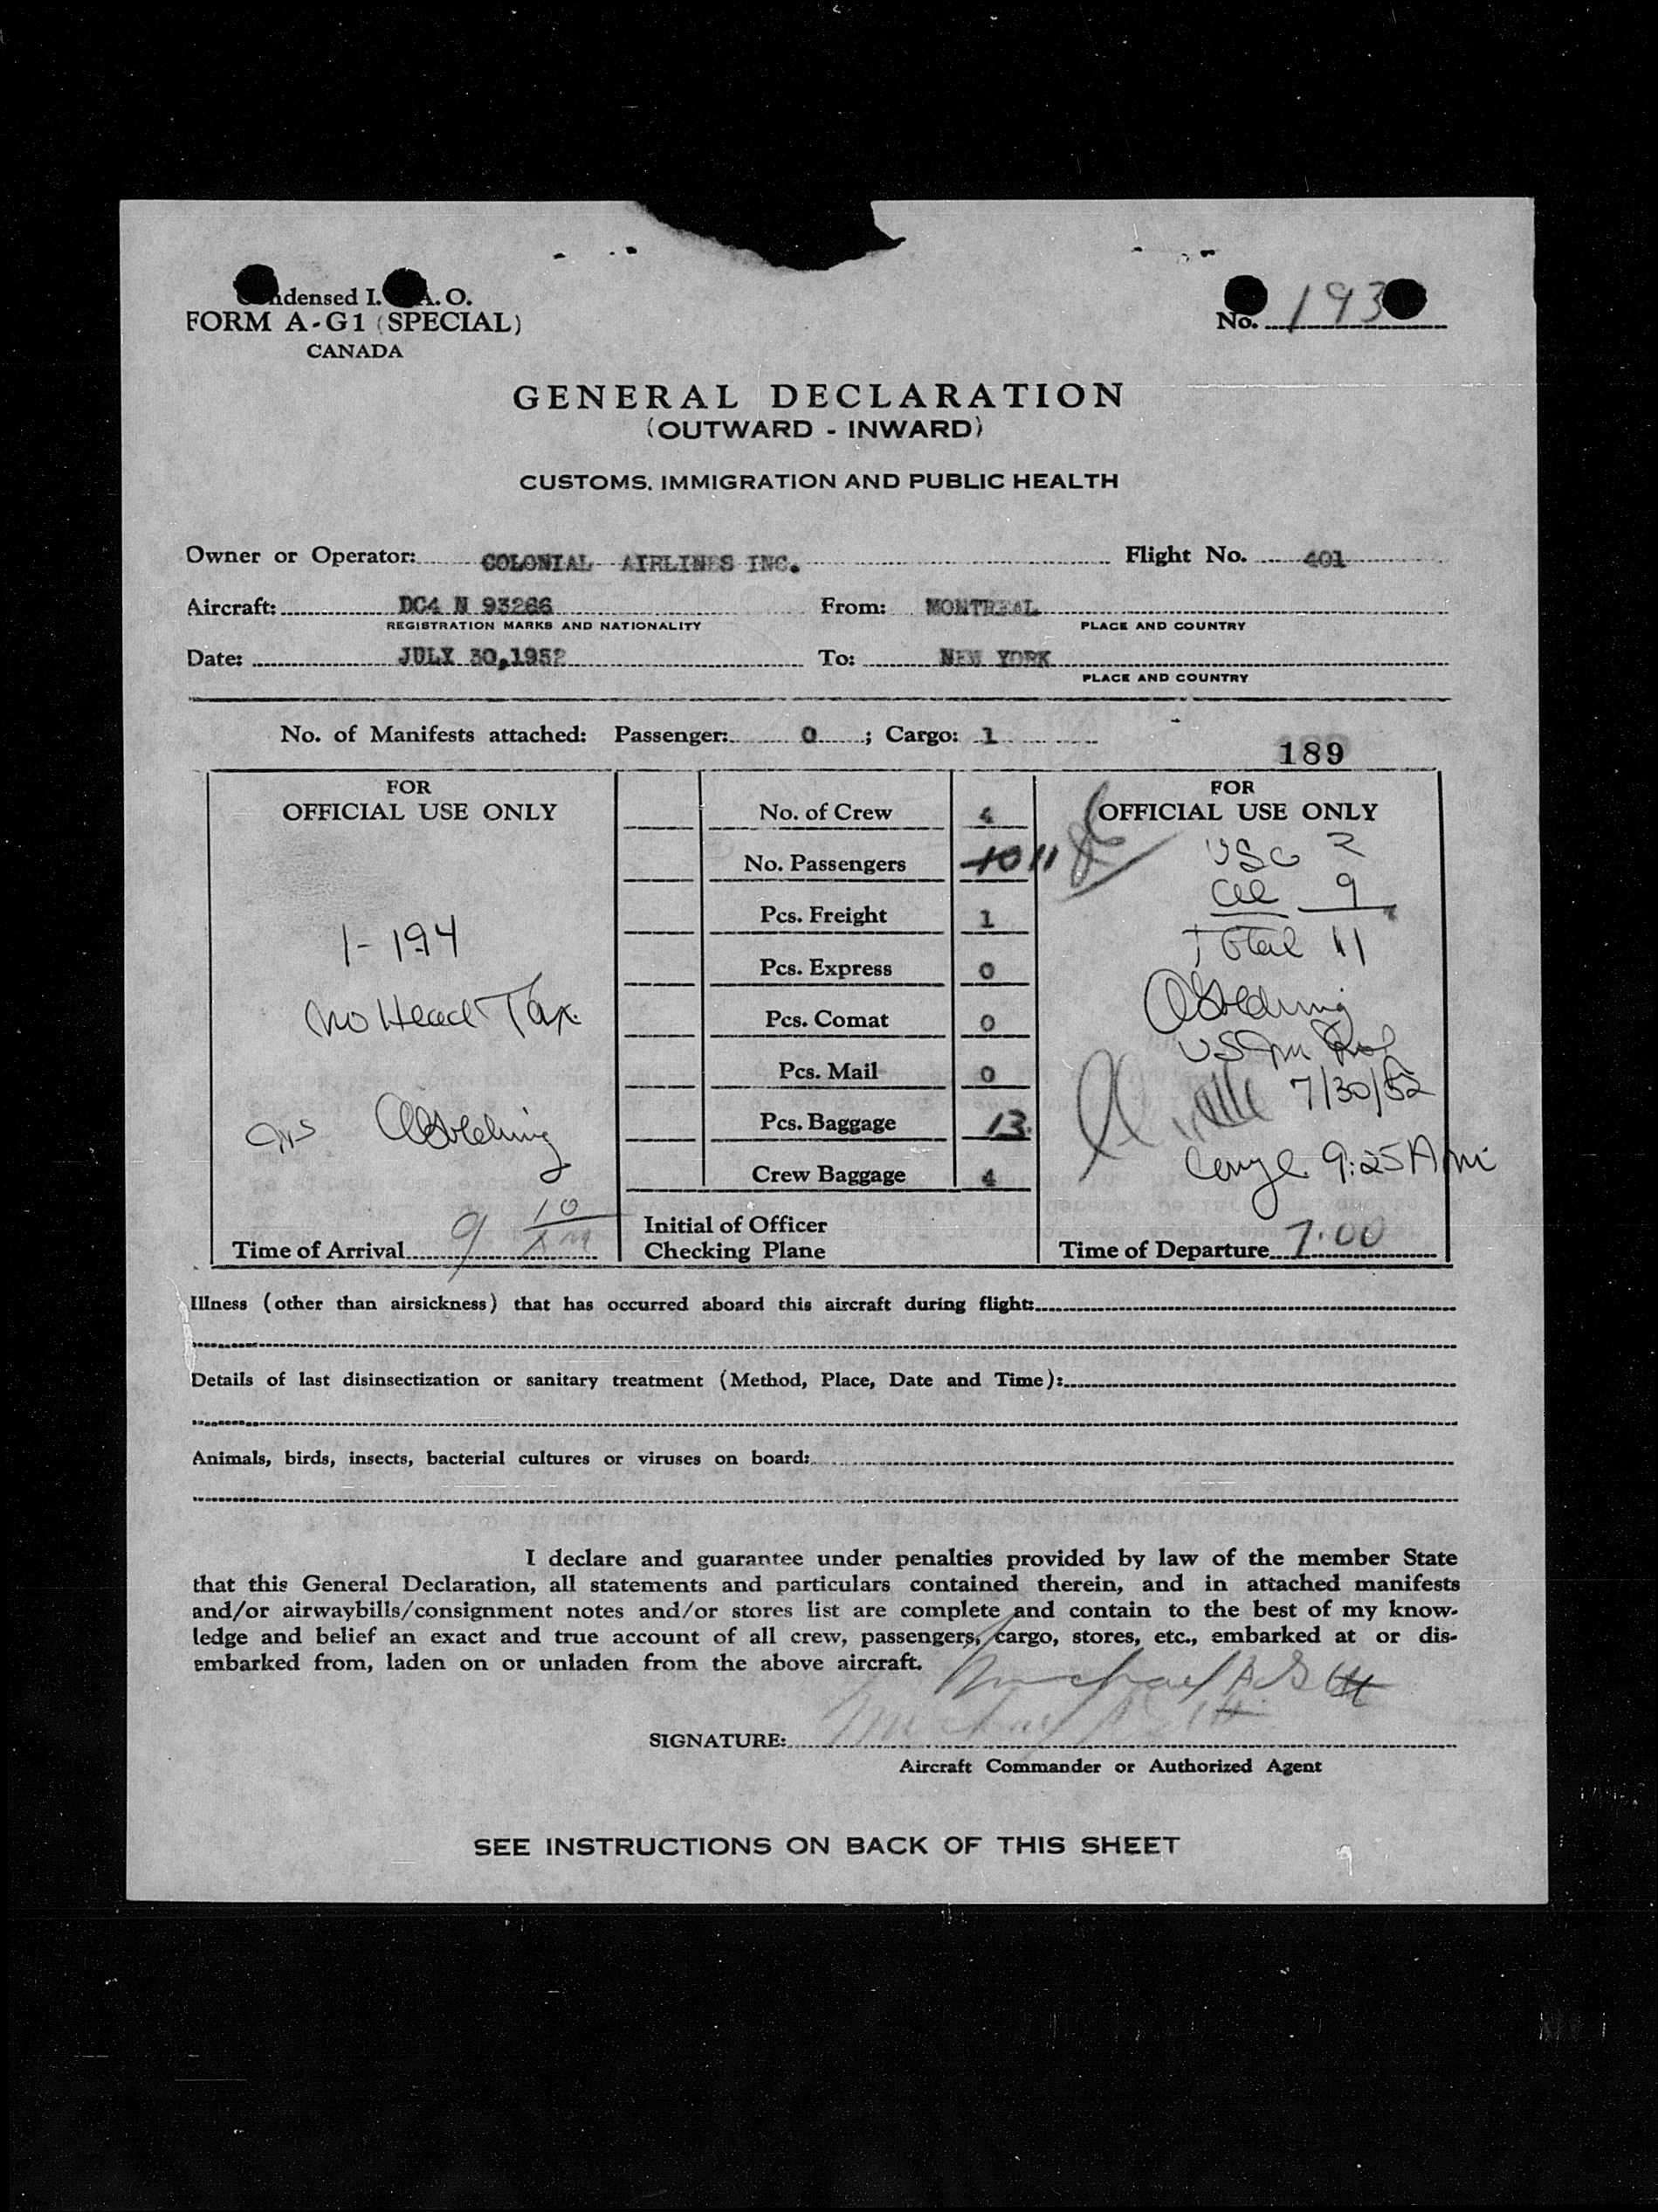 Condensed I. C. A. O.
FORM A-G1 (SPECIAL)
CANADA
No. 193
GENERAL DECLARATION
(OUTWARD - INWARD)
CUSTOMS, IMMIGRATION AND PUBLIC HEALTH
Owner or Operator: COLONIAL AIRLINES INC. Flight No. 401
Aircraft: DC4 N 93266 From: MONTREAL
REGISTRATION MARKS AND NATIONALITY PLACE AND COUNTRY
Date: JULY 30,1952 To: NEW YORK
PLACE AND COUNTRY
No. of Manifests attached: Passenger: 0 ; Cargo: 1
189
FOR
OFFICIAL USE ONLY
1-194
No Head Tax.
Time of Arrival 9 10 AM
No. of Crew 4
No. Passengers 10 11
Pcs. Freight 1
Pcs. Express 0
Pcs. Comat 0
Pcs. Mail 0
Pcs. Baggage 13
Crew Baggage 4
Initial of Officer
Checking Plane
FOR
OFFICIAL USE ONLY
USC 2
9
Total 11
7/30/52
9:25 AM
Time of Departure 7.00
Illness (other than airsickness) that has occurred aboard this aircraft during flight:
Details of last disinsectization or sanitary treatment (Method, Place, Date and Time):
Animals, birds, insects, bacterial cultures or viruses on board:
I declare and guarantee under penalties provided by law of the member State
that this General Declaration, all statements and particulars contained therein, and in attached manifests
and/or airwaybills/consignment notes and/or stores list are complete and contain to the best of my know-
ledge and belief an exact and true account of all crew, passengers, cargo, stores, etc., embarked at or dis-
embarked from, laden on or unladen from the above aircraft.
Michael A
SIGNATURE:
Aircraft Commander or Authorized Agent
SEE INSTRUCTIONS ON BACK OF THIS SHEET